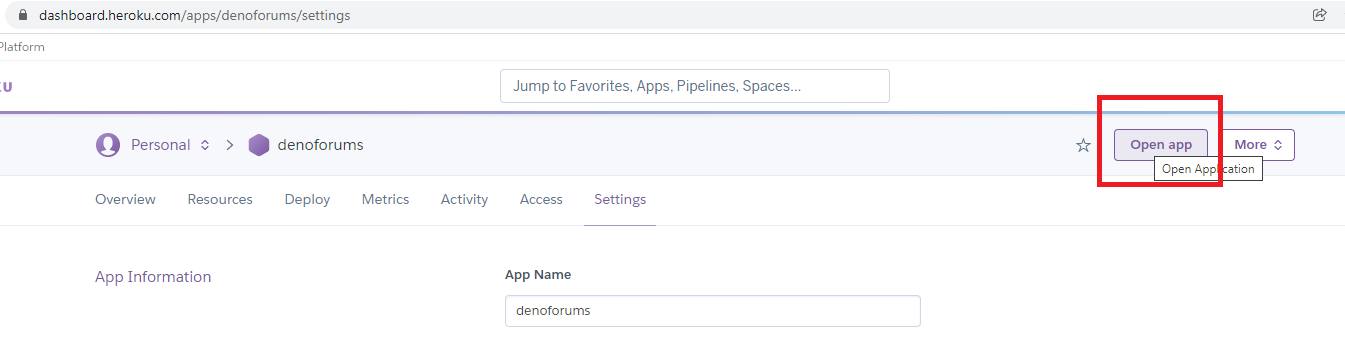 dashboard.heroku.com/apps/denoforums/settings
Platform
Jump to Favorites, Apps, Pipelines, Spaces...
Personal denoforums Open app More
Open Application
Overview Resources Deploy Metrics Activity Access Settings
App Information App Name
denoforums